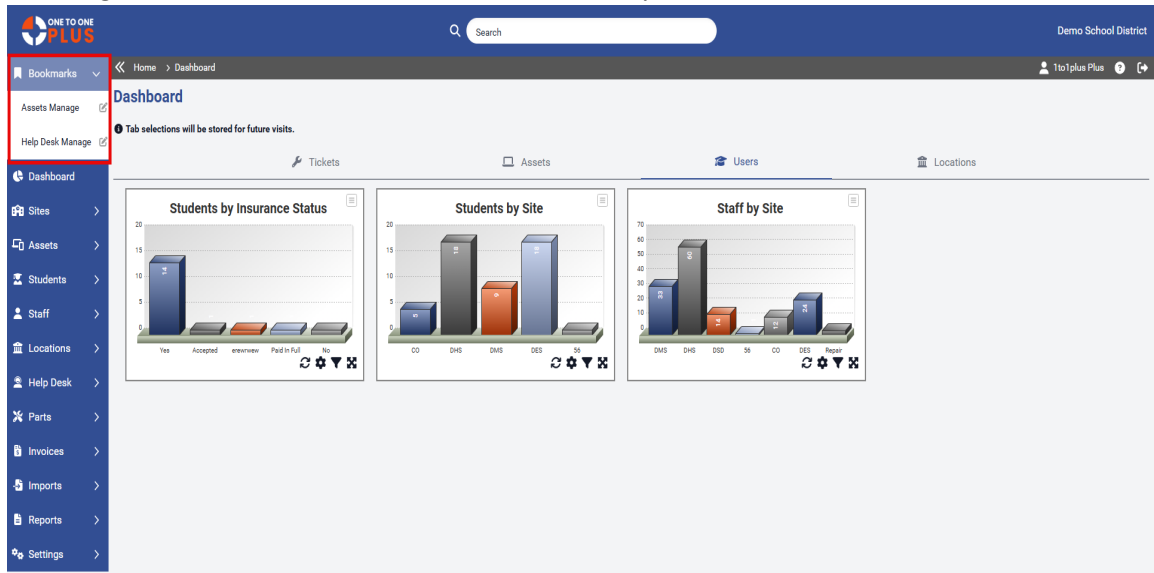 ONE TO ONE
PLUS
Search
Demo School District
Bookmarks
Assets Manage
Help Desk Manage
Dashboard
Sites
Assets
Students
Staff
Locations
Help Desk
Parts
Invoices
Imports
Reports
Settings
Home > Dashboard
1to1plus Plus
Dashboard
Tab selections will be stored for future visits.
Tickets
Assets
Users
Locations
Students by Insurance Status
20
15
10
5
0
14
Yes Accepted erewrwew Paid In Full No
Students by Site
20
15
10
5
0
5
9
CO DHS DMS DES 56
Staff by Site
70
60
50
40
30
20
10
0
33
60
14
12
24
DMS DHS DSD 56 CO DES Repair